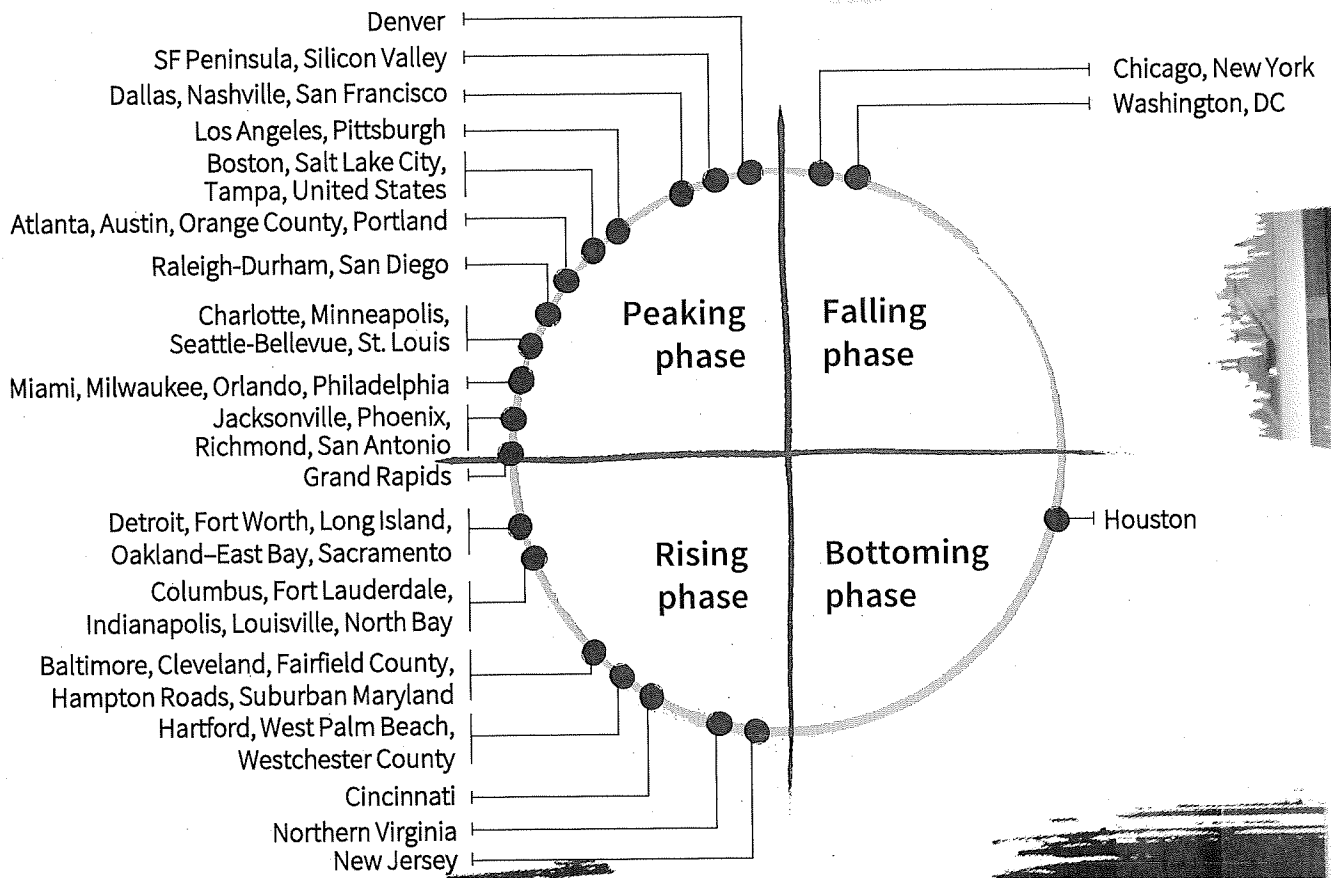 Denver
SF Peninsula, Silicon Valley
Dallas, Nashville, San Francisco
Los Angeles, Pittsburgh
Boston, Salt Lake City,
Tampa, United States
Atlanta, Austin, Orange County, Portland
Raleigh-Durham, San Diego
Charlotte, Minneapolis,
Seattle-Bellevue, St. Louis
Miami, Milwaukee, Orlando, Philadelphia
Jacksonville, Phoenix,
Richmond, San Antonio
Grand Rapids
Detroit, Fort Worth, Long Island,
Oakland–East Bay, Sacramento
Columbus, Fort Lauderdale,
Indianapolis, Louisville, North Bay
Baltimore, Cleveland, Fairfield County,
Hampton Roads, Suburban Maryland
Hartford, West Palm Beach,
Westchester County
Cincinnati
Northern Virginia
New Jersey
Chicago, New York
Washington, DC
Peaking
phase
Falling
phase
Rising
phase
Bottoming
phase
Houston